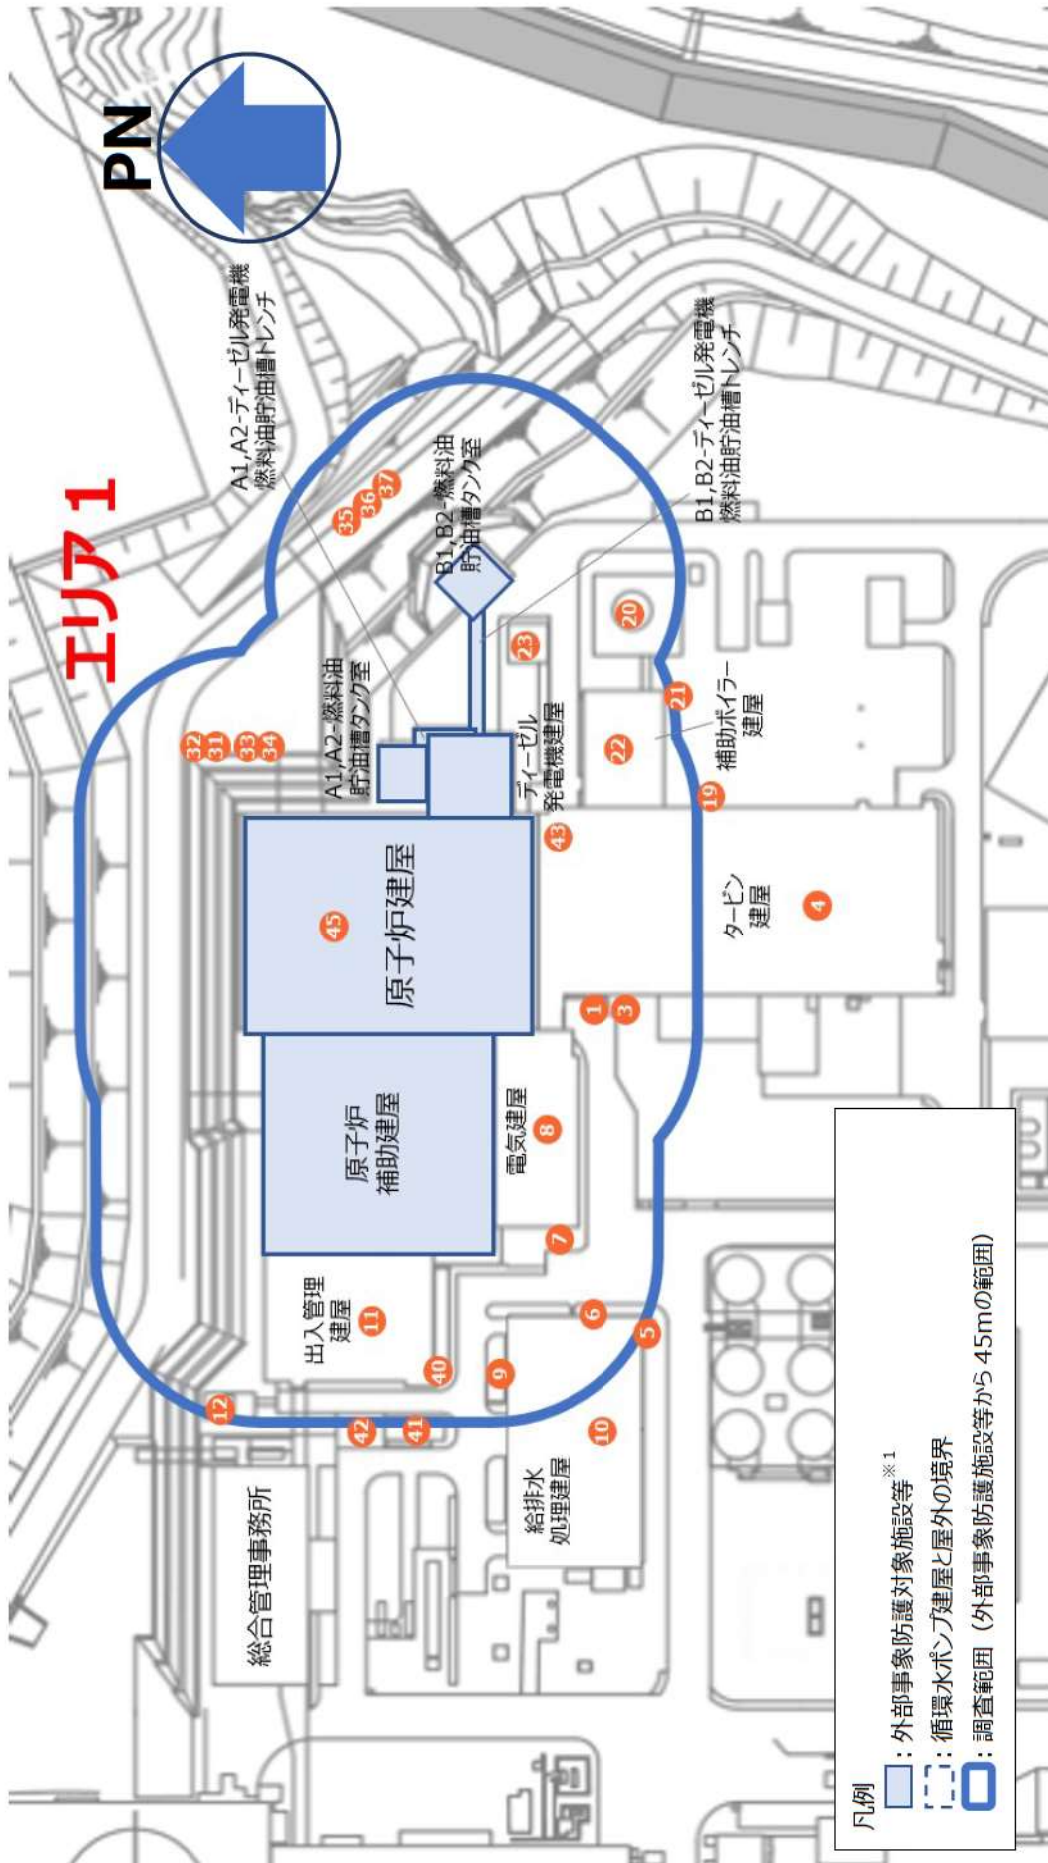 エリア 1
PN
A1,A2-ディーゼル発電機
燃料油貯油槽トレンチ
35
36
37
B1,B2-燃料油
貯油槽タンク室
B1,B2-ディーゼル発電機
燃料油貯油槽トレンチ
32
31
33
34
A1,A2-燃料油
貯油槽タンク室
23
20
ディーゼル
発電機建屋
22
21
補助ボイラー
建屋
19
43
45
原子炉建屋
タービン
建屋
4
1
3
原子炉
補助建屋
電気建屋
8
7
出入管理
建屋
11
40
6
5
9
12
42
41
10
給排水
処理建屋
総合管理事務所
凡例
：外部事象防護対象施設等※1
：循環水ポンプ建屋と屋外の境界
：調査範囲（外部事象防護施設等から 45mの範囲）